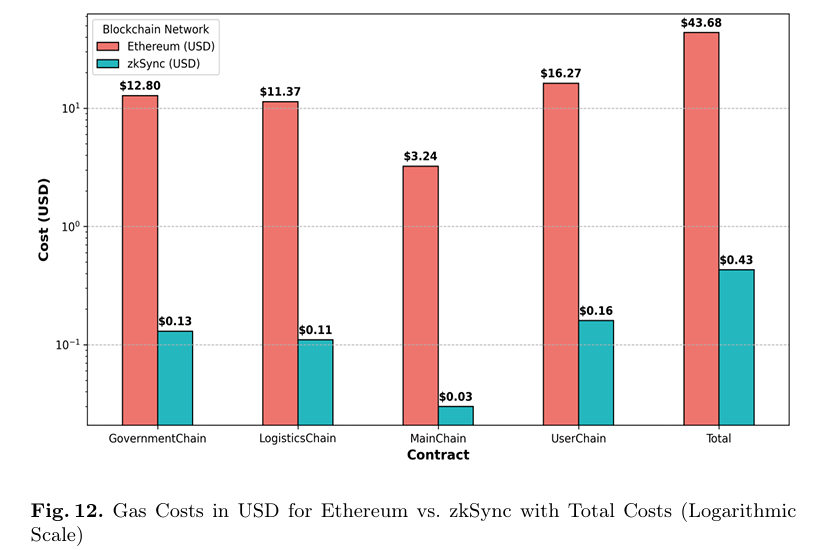 Blockchain Network
Ethereum (USD)
zkSync (USD)
$12.80
$0.13
$11.37
$0.11
$3.24
$0.03
$16.27
$0.16
$43.68
$0.43
10¹
10⁰
10⁻¹
Cost (USD)
GovernmentChain
LogisticsChain
MainChain
UserChain
Total
Contract
Fig. 12. Gas Costs in USD for Ethereum vs. zkSync with Total Costs (Logarithmic
Scale)